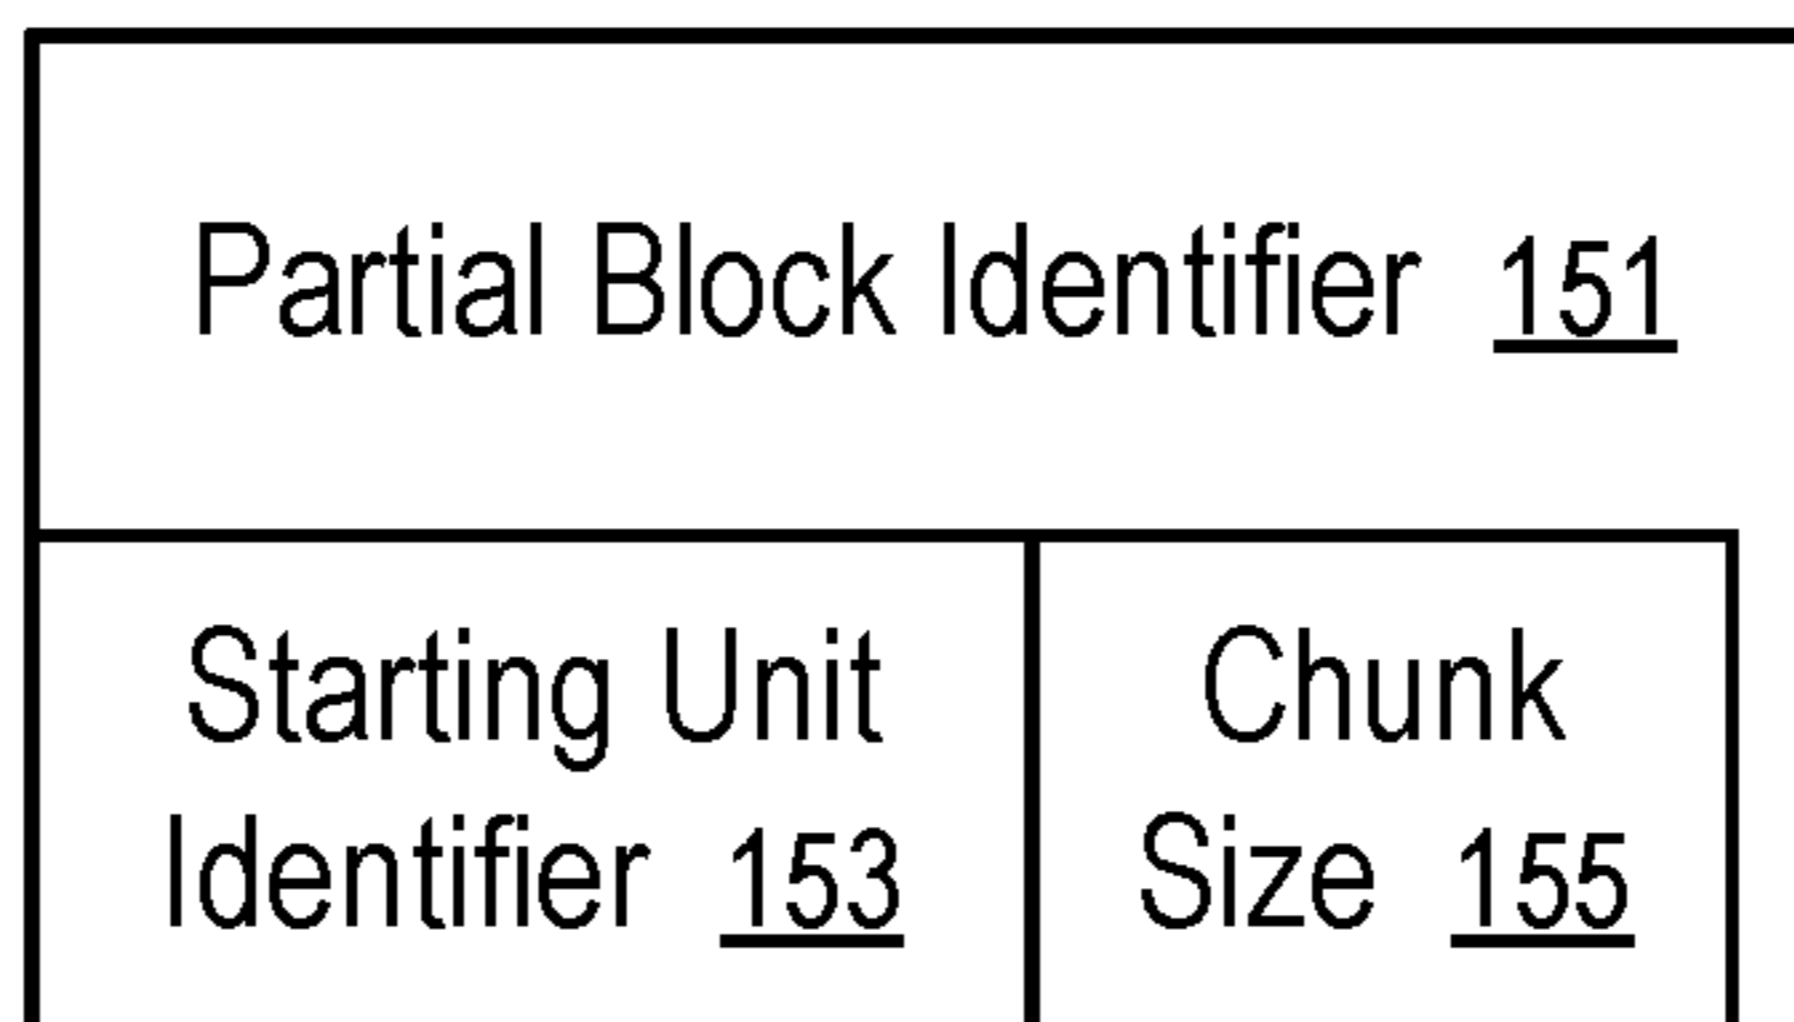 Partial Block Identifier 151
Starting Unit
Identifier 153
Chunk
Size 155